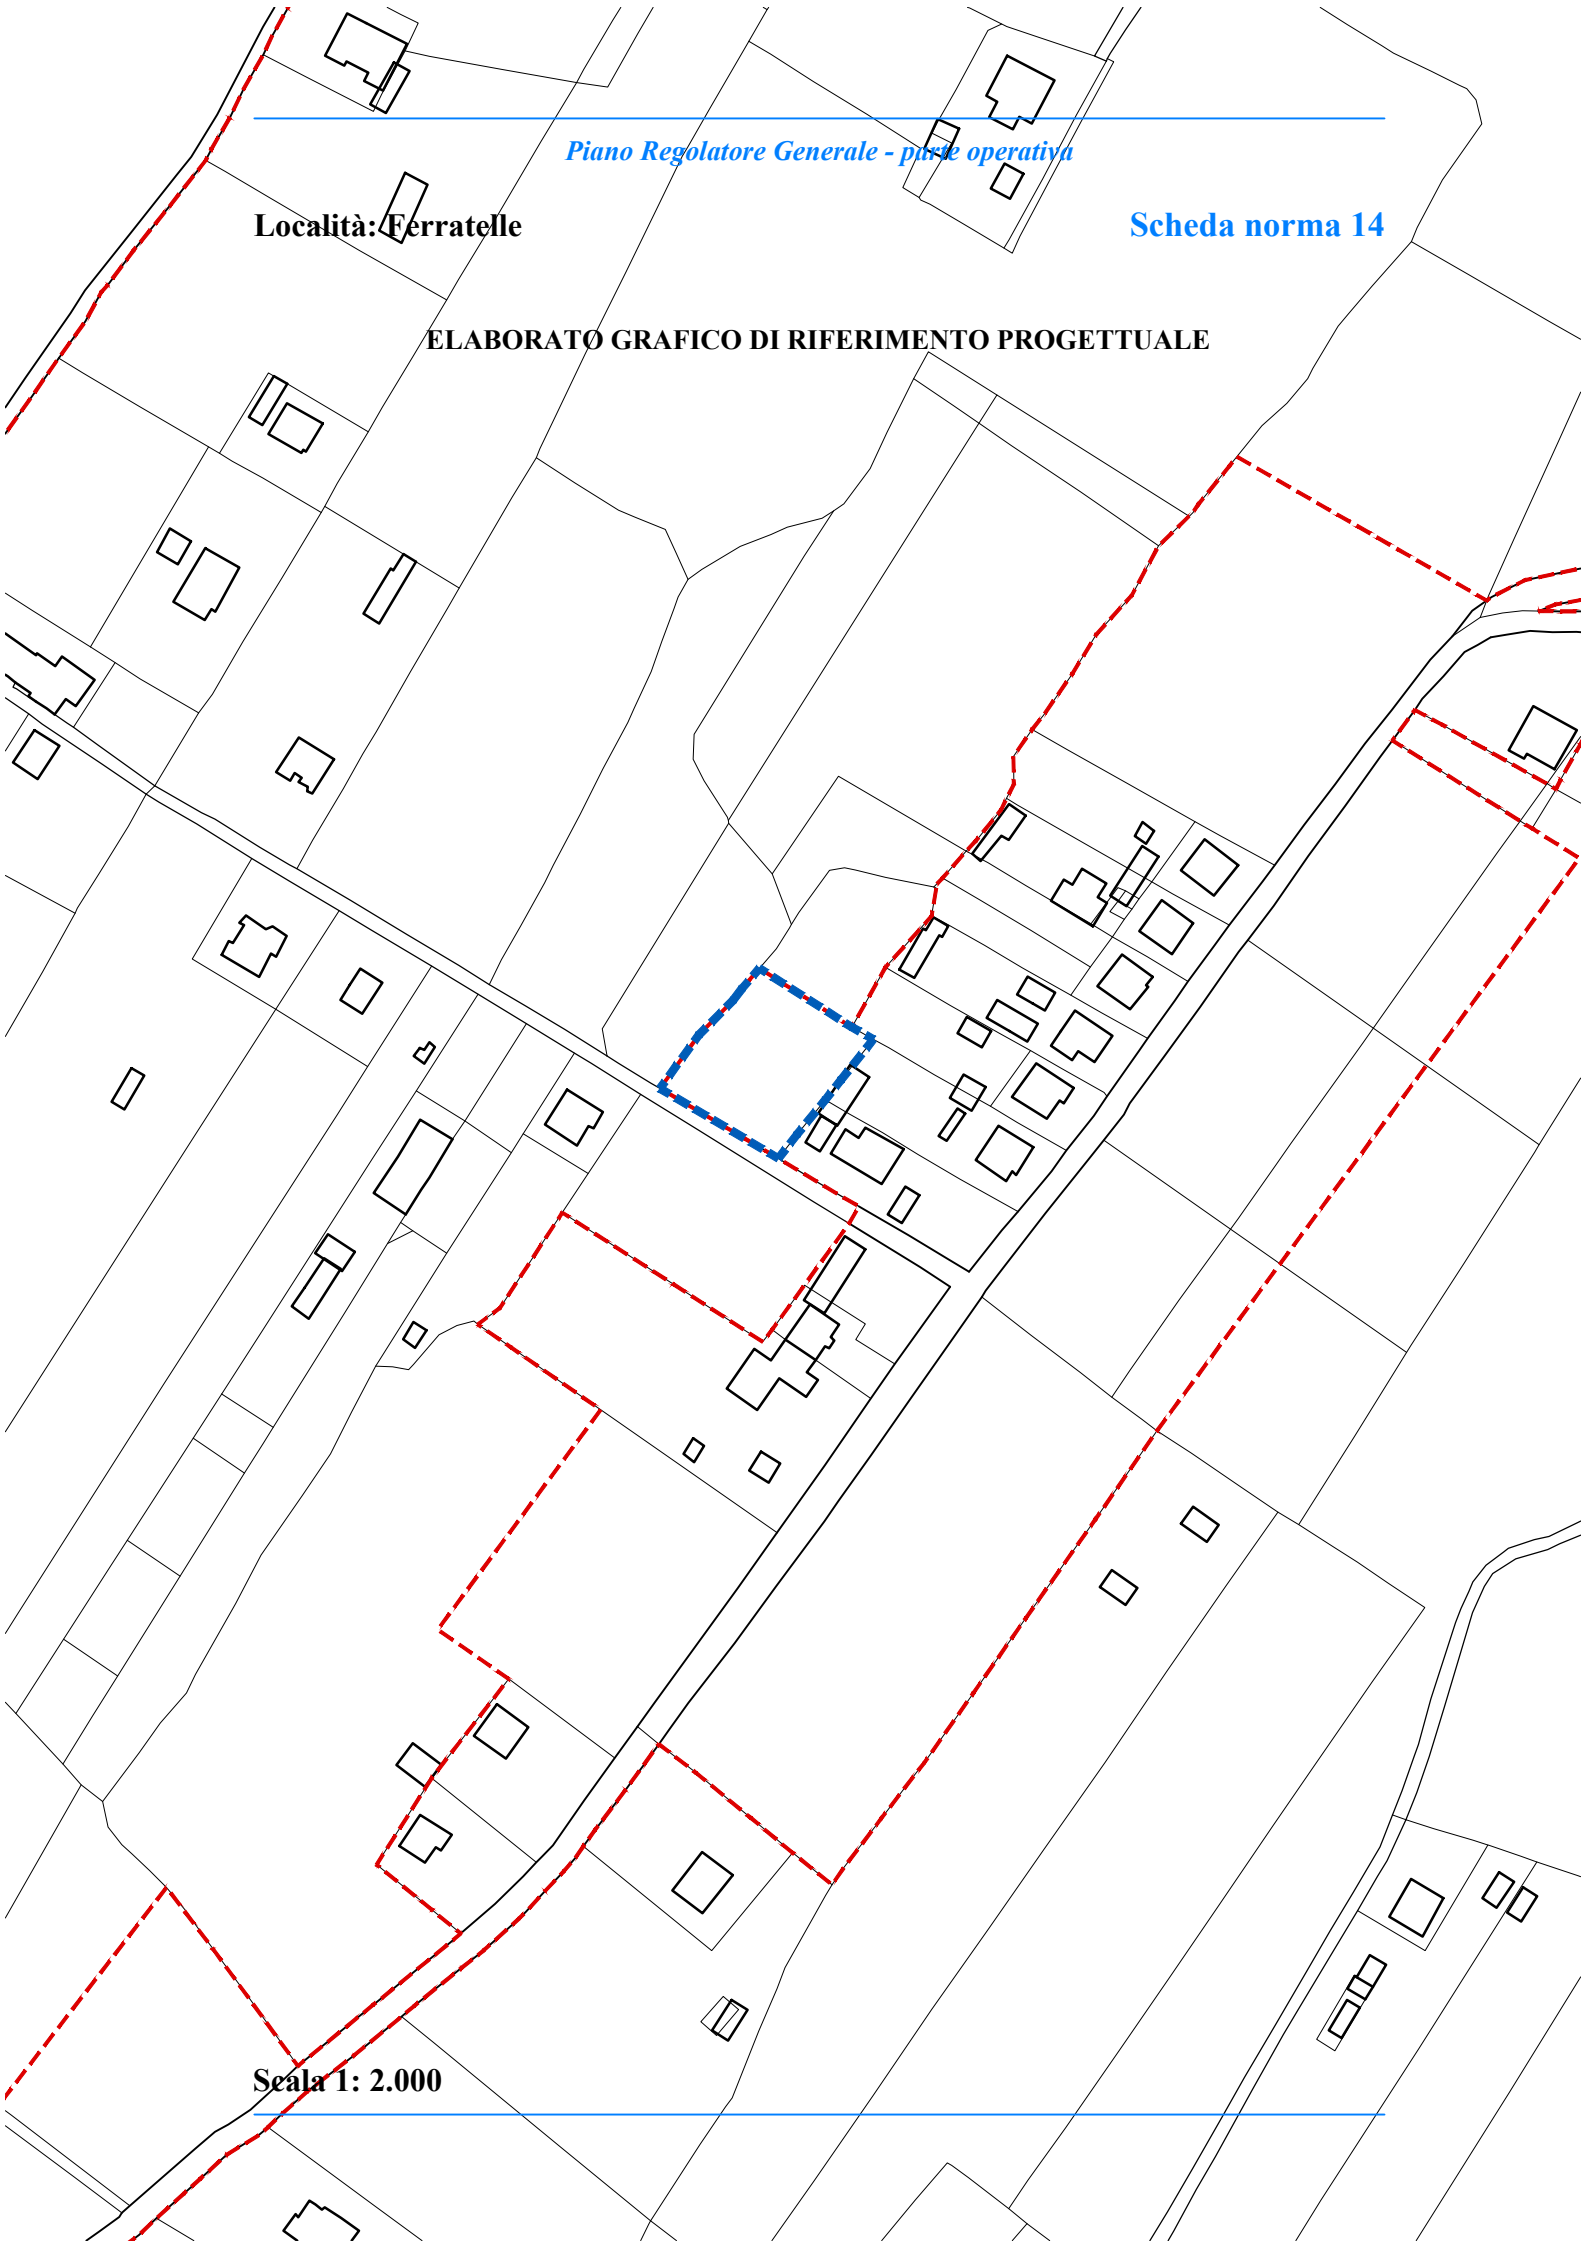 Piano Regolatore Generale - parte operativa
Località: Ferratelle
Scheda norma 14
ELABORATO GRAFICO DI RIFERIMENTO PROGETTUALE
Scala 1: 2.000